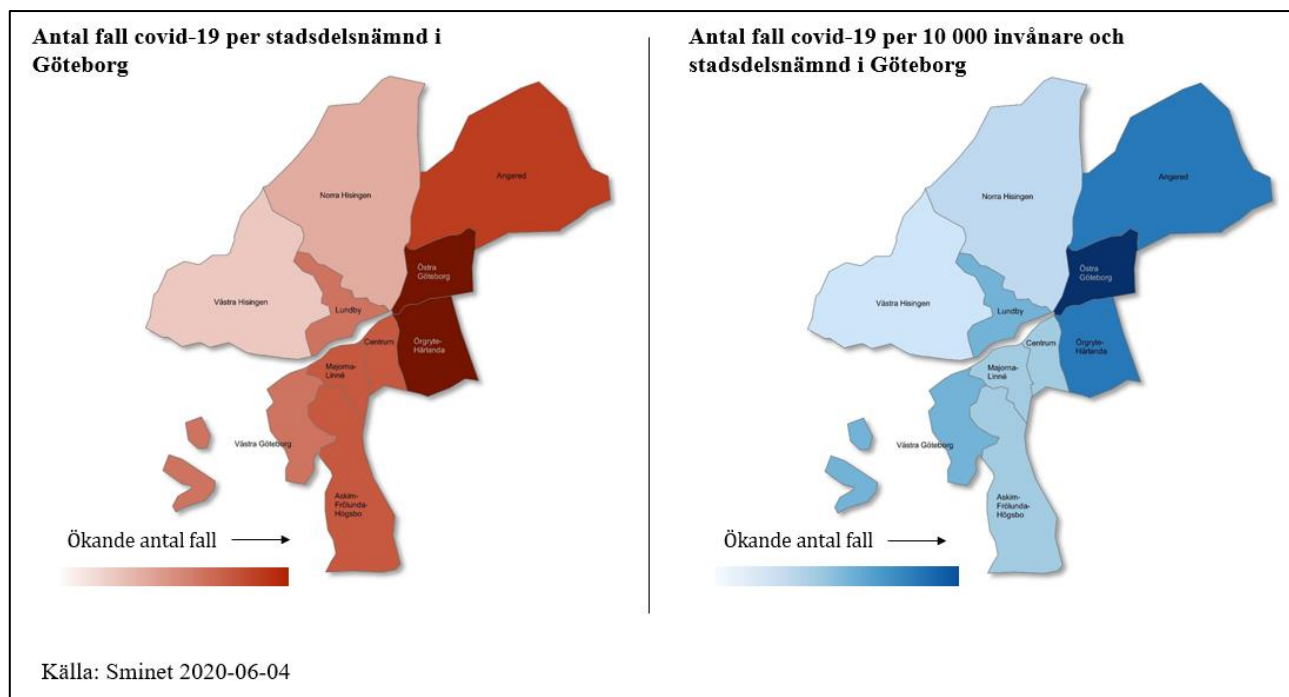 Antal fall covid-19 per stadsdelsnämnd i
Göteborg
Norra Hisingen
Angered
Östra
Göteborg
Västra Hisingen
Lundby
Centrum
Örgryte-
Härlanda
Majorna-
Linné
Västra Göteborg
Askim-
Frölunda-
Högsbo
Ökande antal fall
Antal fall covid-19 per 10 000 invånare och
stadsdelsnämnd i Göteborg
Norra Hisingen
Angered
Östra
Göteborg
Västra Hisingen
Lundby
Centrum
Örgryte-
Härlanda
Majorna-
Linné
Västra Göteborg
Askim-
Frölunda-
Högsbo
Ökande antal fall
Källa: Sminet 2020-06-04